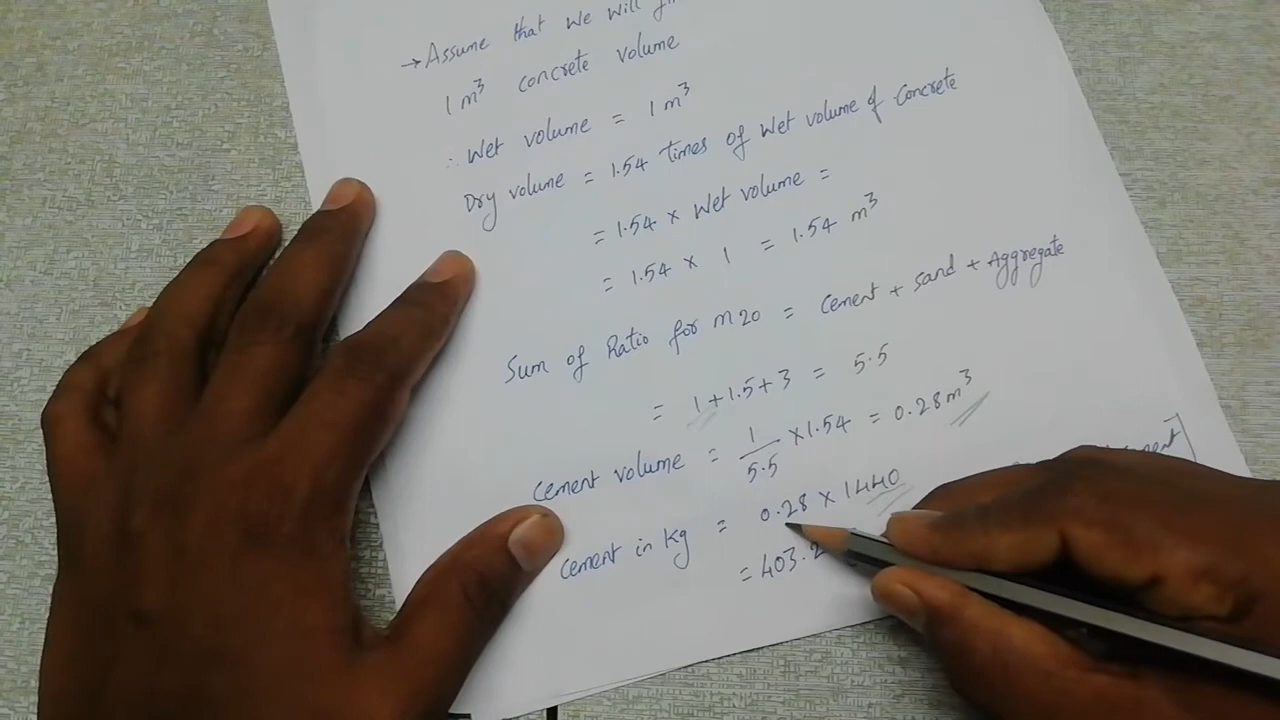 → Assume that we will
1 m³ concrete volume
∴ Wet volume = 1 m³
Dry volume = 1.54 times of Wet volume of Concrete
= 1.54 × Wet volume =
= 1.54 × 1 = 1.54 m³
Sum of Ratio for M20 = Cement + Sand + Aggregate
= 1+1.5+3 = 5.5
Cement volume = 1/5.5 ×1.54 = 0.28m³
Cement in Kg = 0.28 × 1440
= 403.2